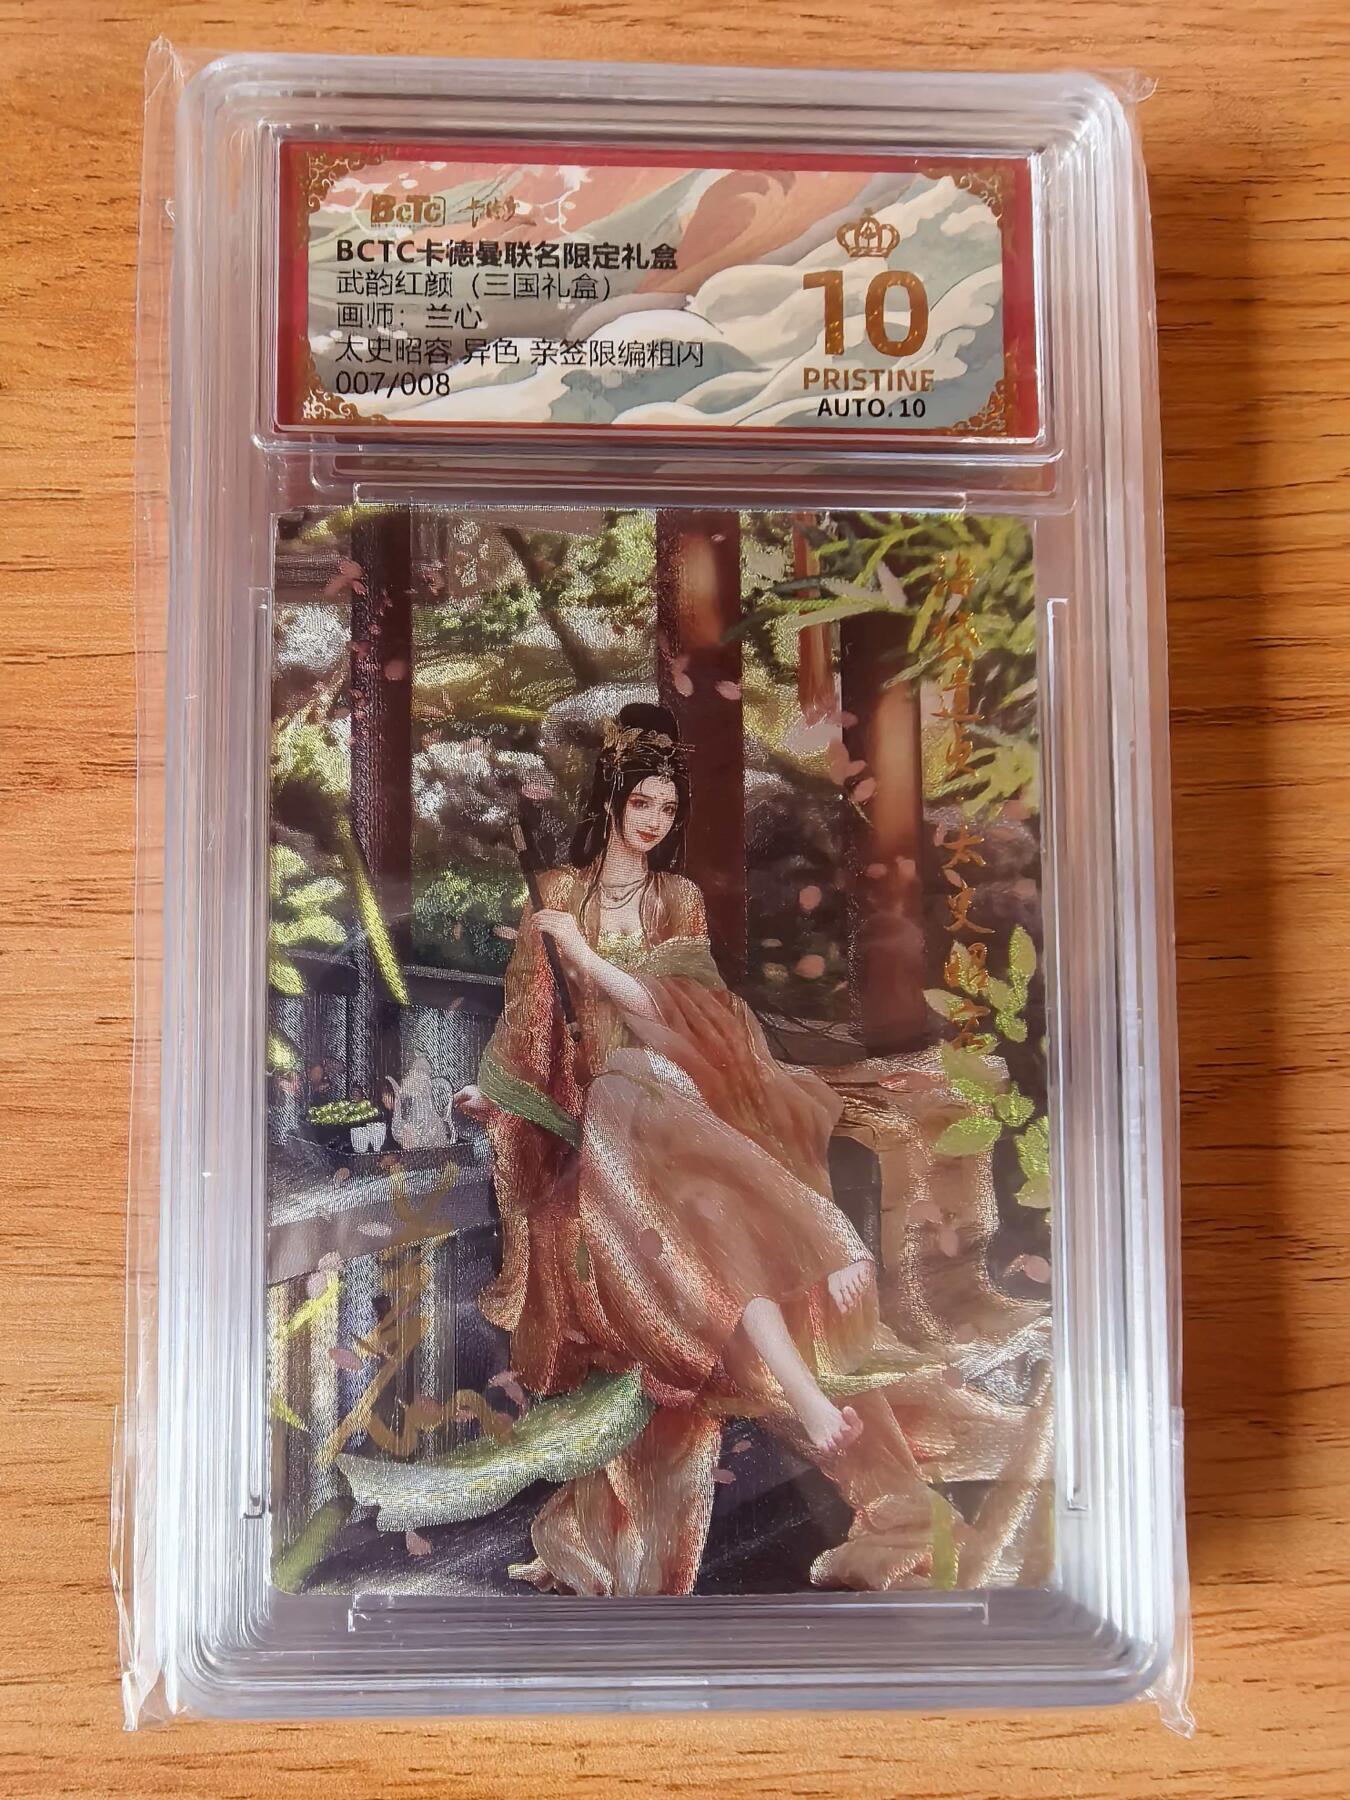 BCTC
BCTC卡德曼联名限定礼盒
武韵红颜（三国礼盒）
画师：兰心
太史昭容 异色 亲签限编粗闪
007/008
10
PRISTINE
AUTO.10
太史昭容